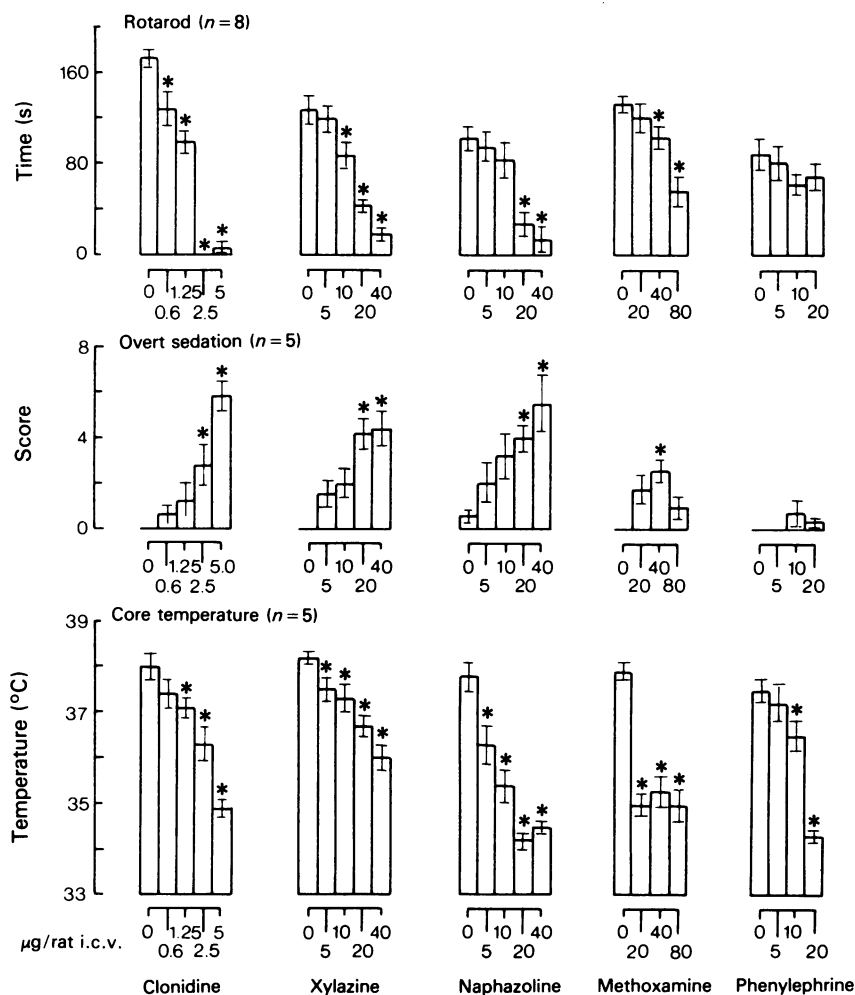 Rotarod (n=8)
Time (s)
160
80
0
* * * *
* * *
* *
* *
0 1.25 5
0.6 2.5
0 10 40
5 20
0 10 40
5 20
0 40
20 80
0 10
5 20
Overt sedation (n=5)
Score
8
4
0
* *
* *
* *
*
0 1.25 5.0
0.6 2.5
0 10 40
5 20
0 10 40
5 20
0 40
20 80
0 10
5 20
Core temperature (n=5)
Temperature (°C)
39
37
35
33
* * *
* * * *
* * * *
* * *
* *
µg/rat i.c.v.
0 1.25 5
0.6 2.5
0 10 40
5 20
0 10 40
5 20
0 40
20 80
0 10
5 20
Clonidine
Xylazine
Naphazoline
Methoxamine
Phenylephrine